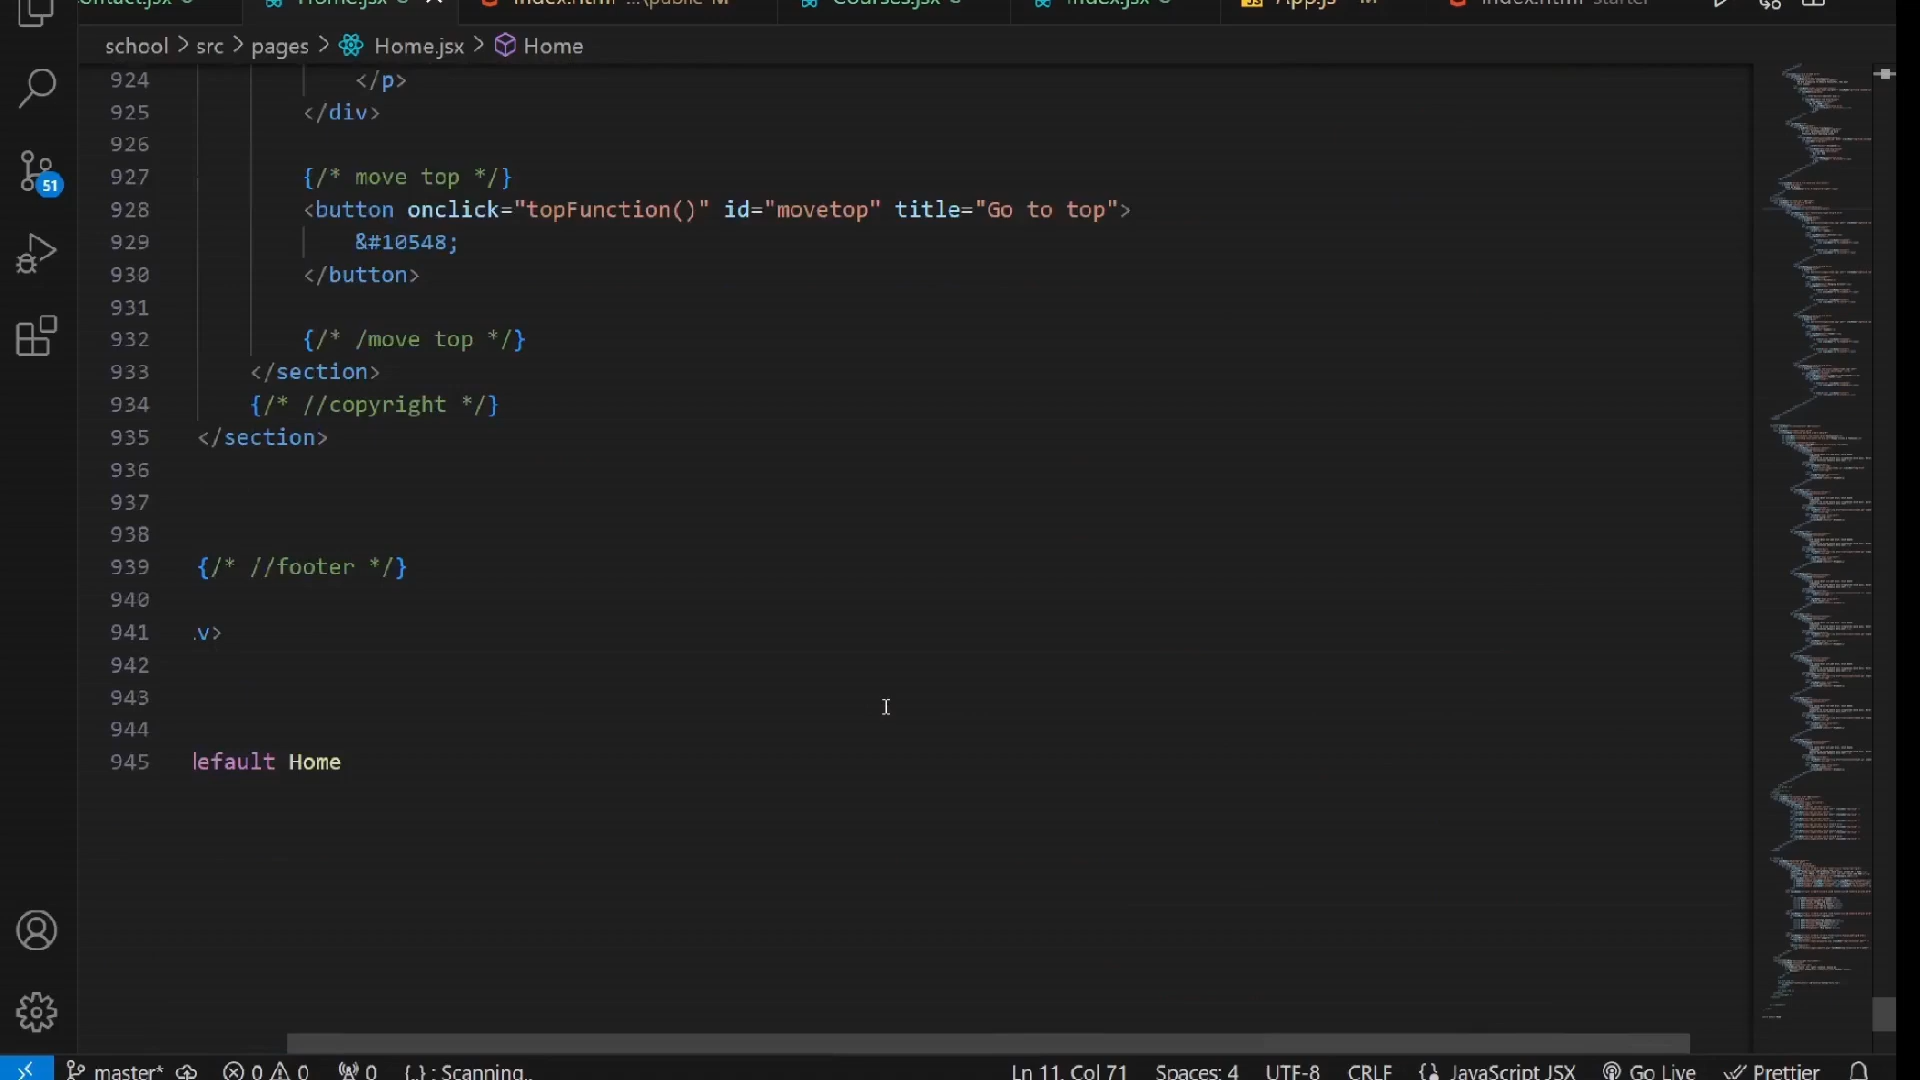 school > src > pages > Home.jsx > Home
924 </p>
925 </div>
926
927 {/* move top */}
928 <button onclick="topFunction()" id="movetop" title="Go to top">
929 &#10548;
930 </button>
931
932 {/* /move top */}
933 </section>
934 {/* //copyright */}
935 </section>
936
937
938
939 {/* //footer */}
940
941 v>
942
943
944
945 efault Home
51
master* 0 0 0 {..} : Scanning.. Ln 11, Col 71 Spaces: 4 UTF-8 CRLF JavaScript JSX Go Live Prettier